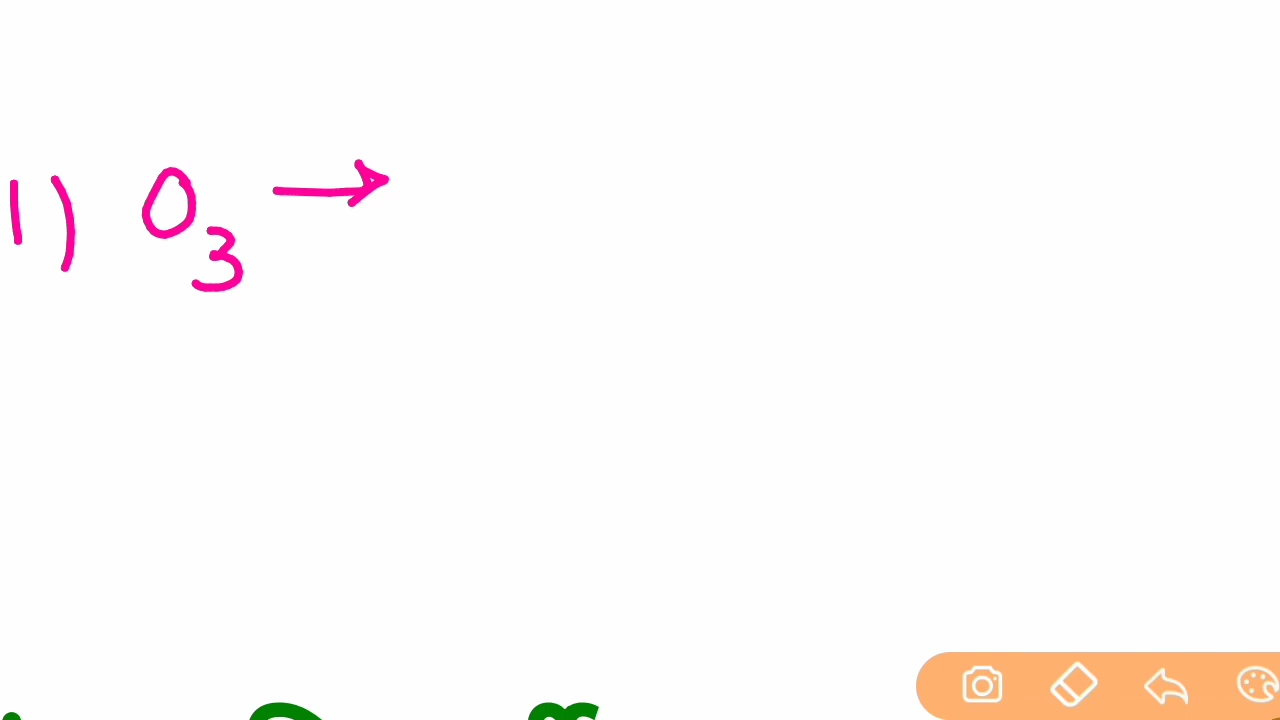 1) O₃ →